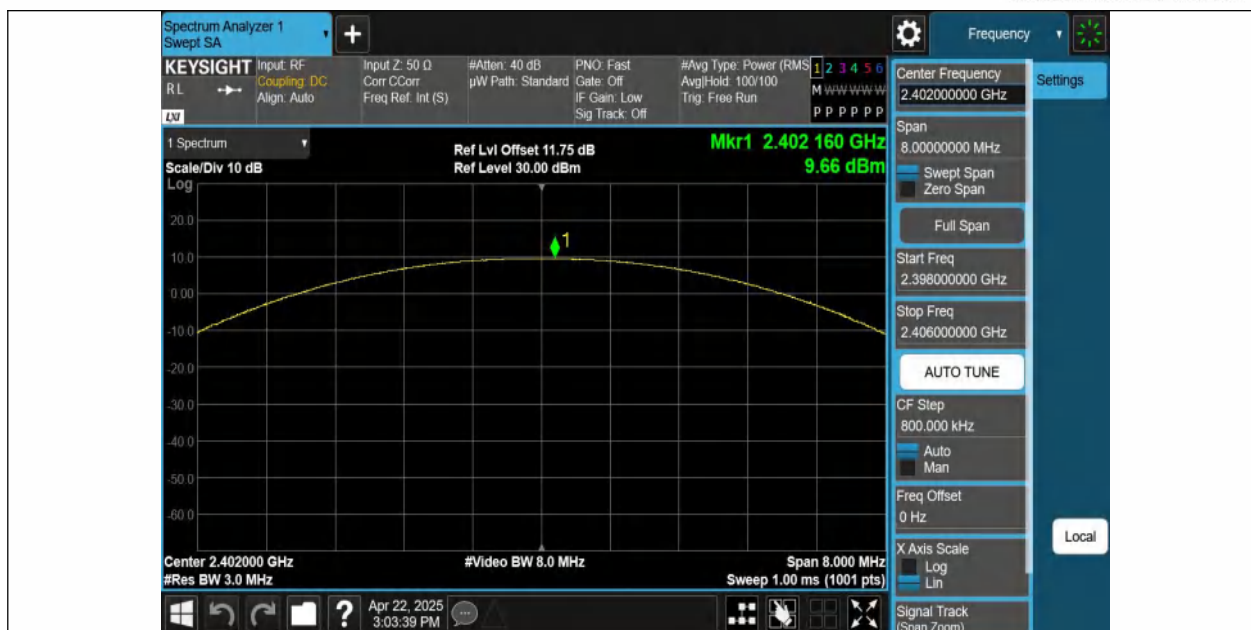 Spectrum Analyzer 1
Swept SA
+
Frequency
KEYSIGHT
RL
LXI
Input: RF
Coupling: DC
Align: Auto
Input Z: 50 Ω
Corr CCorr
Freq Ref: Int (S)
#Atten: 40 dB
µW Path: Standard
PNO: Fast
Gate: Off
IF Gain: Low
Sig Track: Off
#Avg Type: Power (RMS
Avg|Hold: 100/100
Trig: Free Run
1 2 3 4 5 6
M W W W W W
P P P P P P
1 Spectrum
Scale/Div 10 dB
Ref Lvl Offset 11.75 dB
Ref Level 30.00 dBm
Mkr1 2.402 160 GHz
9.66 dBm
Log
20.0
10.0
0.00
-10.0
-20.0
-30.0
-40.0
-50.0
-60.0
1
Center 2.402000 GHz
#Res BW 3.0 MHz
#Video BW 8.0 MHz
Span 8.000 MHz
Sweep 1.00 ms (1001 pts)
?
Apr 22, 2025
3:03:39 PM
Center Frequency
2.402000000 GHz
Span
8.00000000 MHz
Swept Span
Zero Span
Full Span
Start Freq
2.398000000 GHz
Stop Freq
2.406000000 GHz
AUTO TUNE
CF Step
800.000 kHz
Auto
Man
Freq Offset
0 Hz
X Axis Scale
Log
Lin
Signal Track
(Span Zoom)
Settings
Local